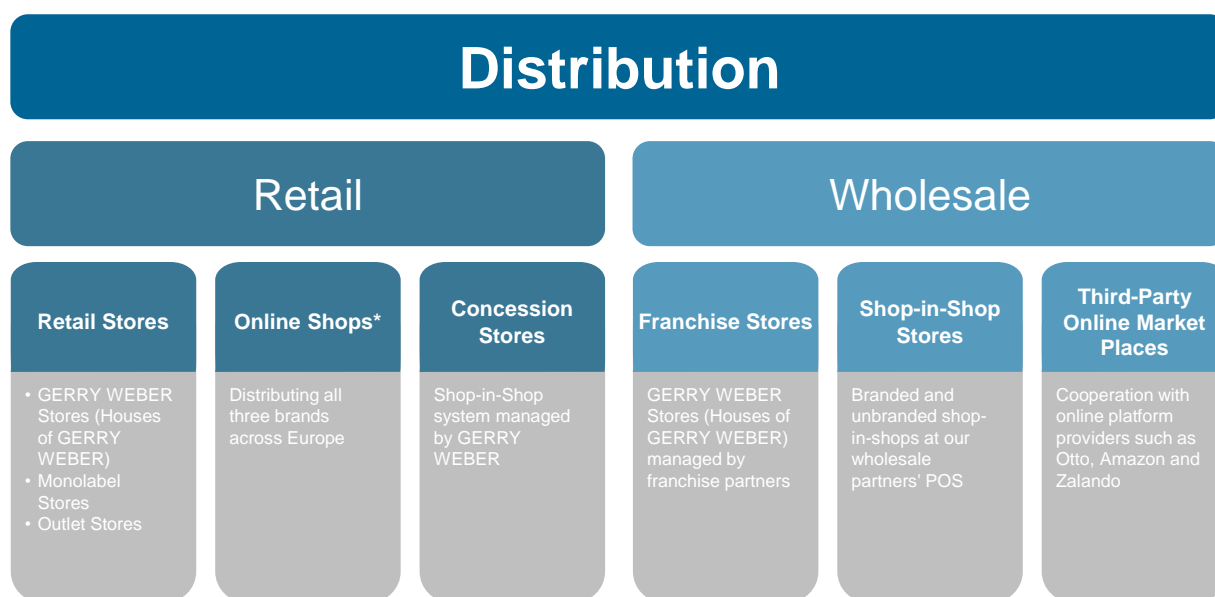 Distribution
Retail
Wholesale
Retail Stores
Online Shops*
Concession
Stores
Franchise Stores
Shop-in-Shop
Stores
Third-Party
Online Market
Places
• GERRY WEBER
Stores (Houses
of GERRY
WEBER)
• Monolabel
Stores
• Outlet Stores
Distributing all
three brands
across Europe
Shop-in-Shop
system managed
by GERRY
WEBER
GERRY WEBER
Stores (Houses of
GERRY WEBER)
managed by
franchise partners
Branded and
unbranded shop-
in-shops at our
wholesale
partners' POS
Cooperation with
online platform
providers such as
Otto, Amazon and
Zalando